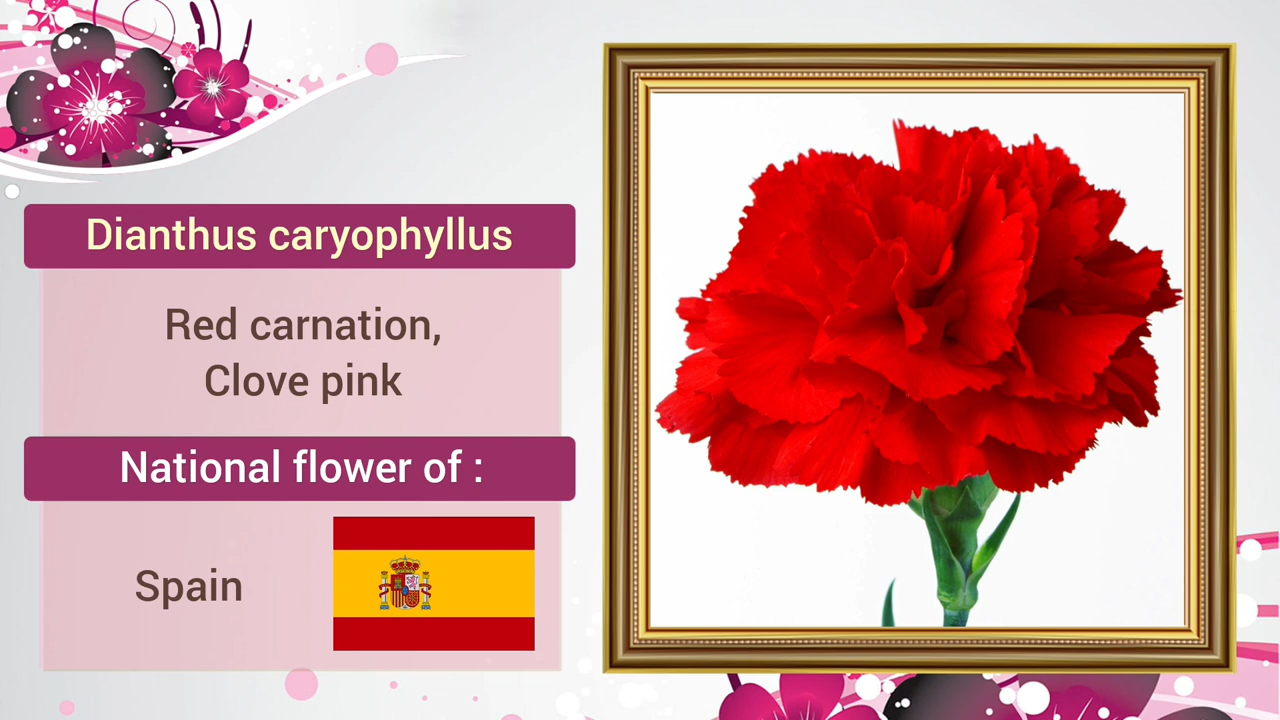 Dianthus caryophyllus
Red carnation,
Clove pink
National flower of :
Spain